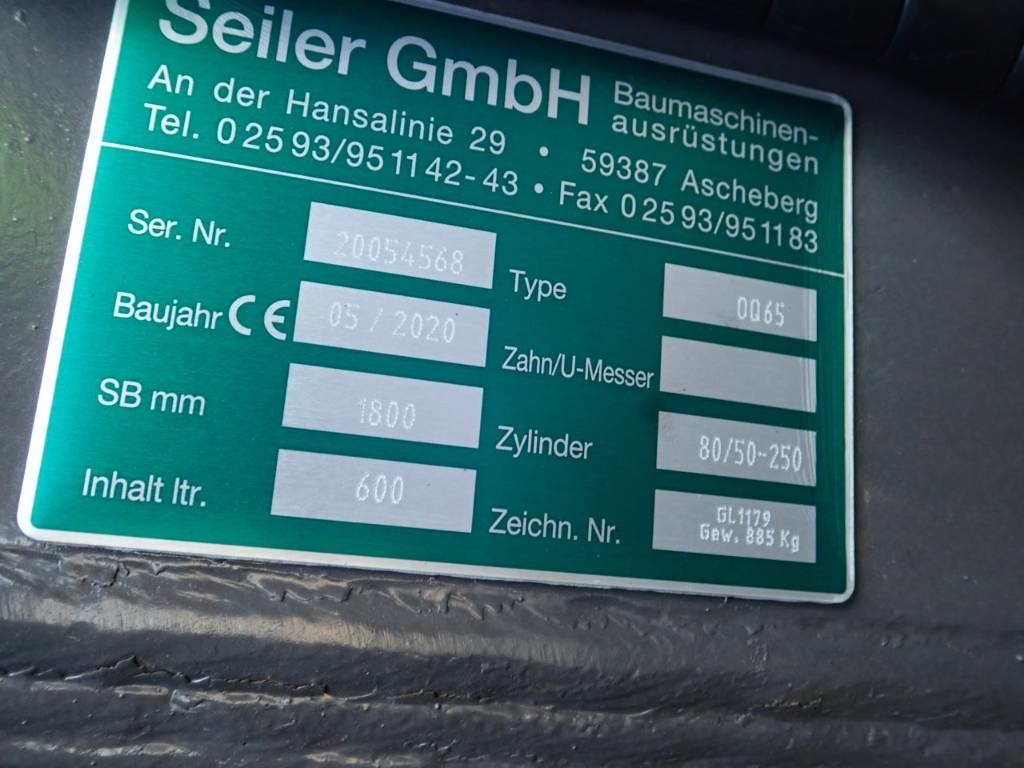 Seiler GmbH Baumaschinen-
ausrüstungen
An der Hansalinie 29 • 59387 Ascheberg
Tel. 0 25 93/95 11 42-43 • Fax 0 25 93/95 11 83
Ser. Nr. 20054568
Type 0Q65
Baujahr CE 05 / 2020
Zahn/U-Messer
SB mm 1800
Zylinder 80/50-250
Inhalt ltr. 600
Zeichn. Nr. GL1179
Gew. 885 Kg